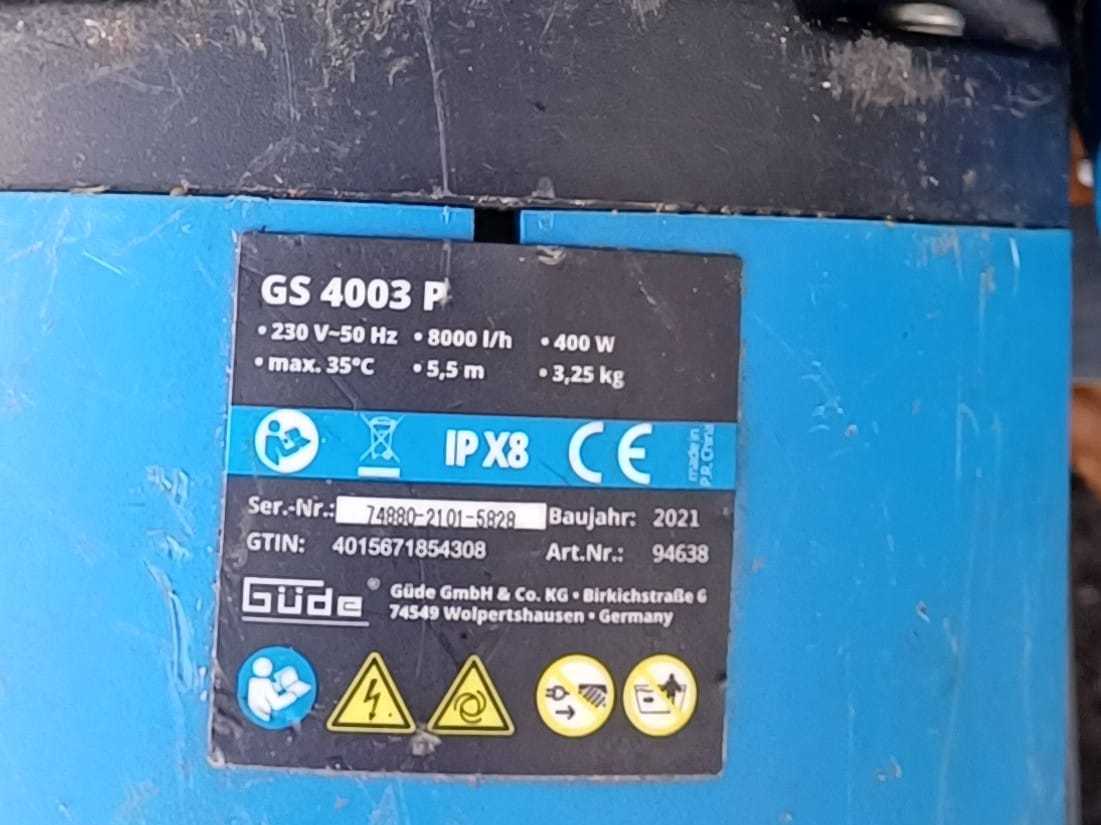 GS 4003 P
• 230 V~50 Hz • 8000 l/h • 400 W
• max. 35°C • 5,5 m • 3,25 kg
IP X8 CE made in P.R. China
Ser.-Nr.: 74880-2101-5828 Baujahr: 2021
GTIN: 4015671854308 Art.Nr.: 94638
Güde ® Güde GmbH & Co. KG • Birkichstraße 6
74549 Wolpertshausen • Germany